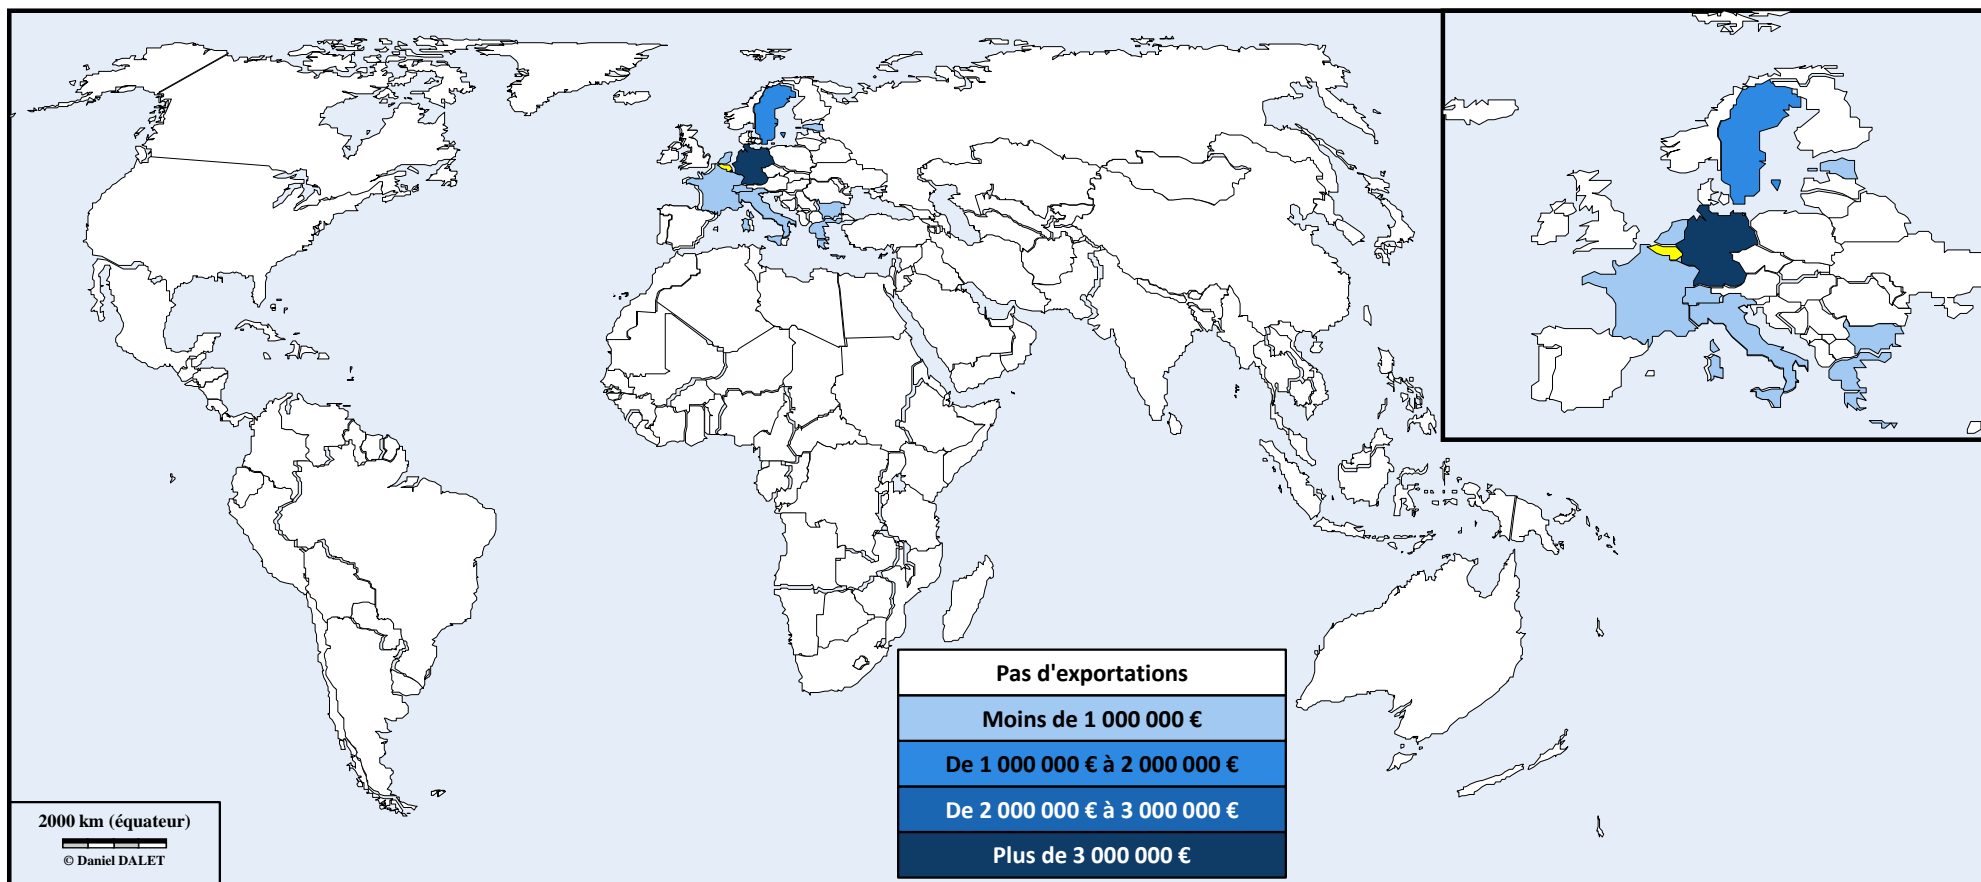 Pas d'exportations
Moins de 1 000 000 €
De 1 000 000 € à 2 000 000 €
De 2 000 000 € à 3 000 000 €
Plus de 3 000 000 €
2000 km (équateur)
© Daniel DALET